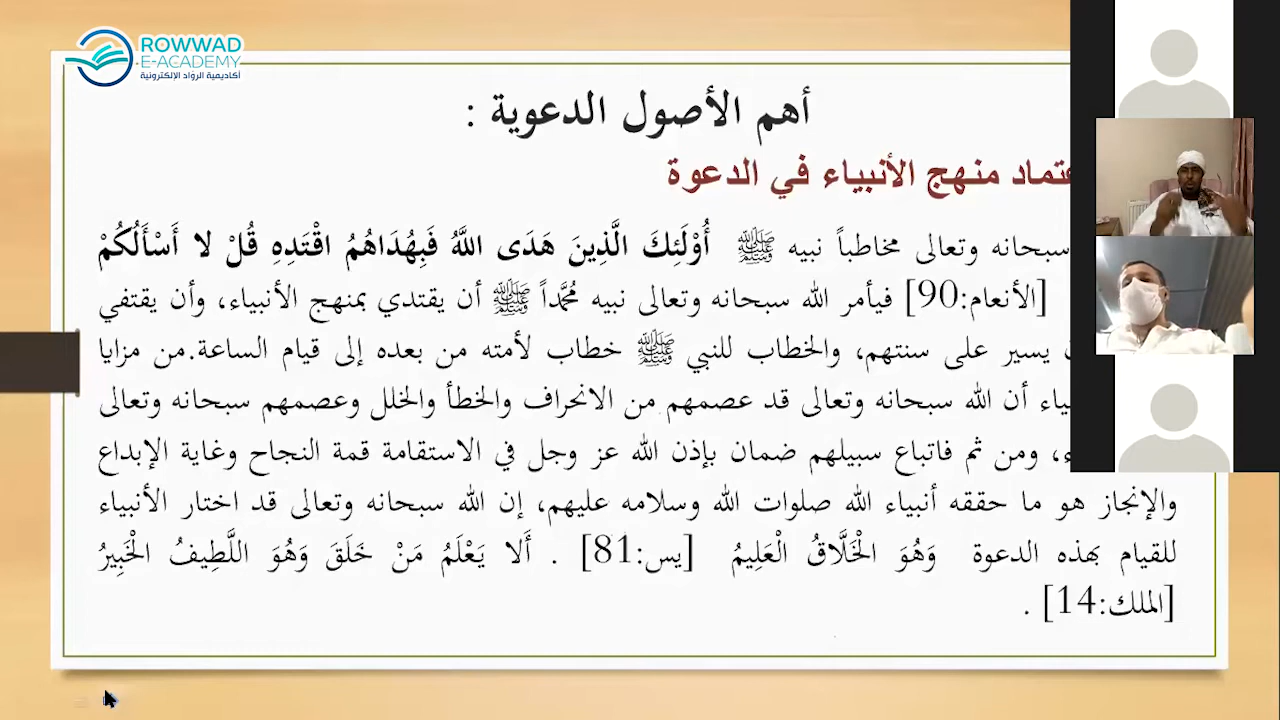 ROWWAD
E-ACADEMY
أكاديمية الرواد الإلكترونية
أهم الأصول الدعوية :
منهج الأنبياء في الدعوة
سبحانه وتعالى مخاطباً نبيه ﷺ أُوْلَئِكَ الَّذِينَ هَدَى اللَّهُ فَبِهُدَاهُمُ اقْتَدِهِ قُلْ لا أَسْأَلُكُمْ
[الأنعام:90] فيأمر الله سبحانه وتعالى نبيه مُحمَّداً ﷺ أن يقتدي بمنهج الأنبياء، وأن يقتفي
يسير على سنتهم، والخطاب للنبي ﷺ خطاب لأمته من بعده إلى قيام الساعة.من مزايا
أن الله سبحانه وتعالى قد عصمهم من الانحراف والخطأ والخلل وعصمهم سبحانه وتعالى
، ومن ثم فاتباع سبيلهم ضمان بإذن الله عز وجل في الاستقامة قمة النجاح وغاية الإبداع
والإنجاز هو ما حققه أنبياء الله صلوات الله وسلامه عليهم، إن الله سبحانه وتعالى قد اختار الأنبياء
للقيام بهذه الدعوة وَهُوَ الْخَلَّاقُ الْعَلِيمُ [يس:81] . أَلا يَعْلَمُ مَنْ خَلَقَ وَهُوَ اللَّطِيفُ الْخَبِيرُ
[الملك:14] .